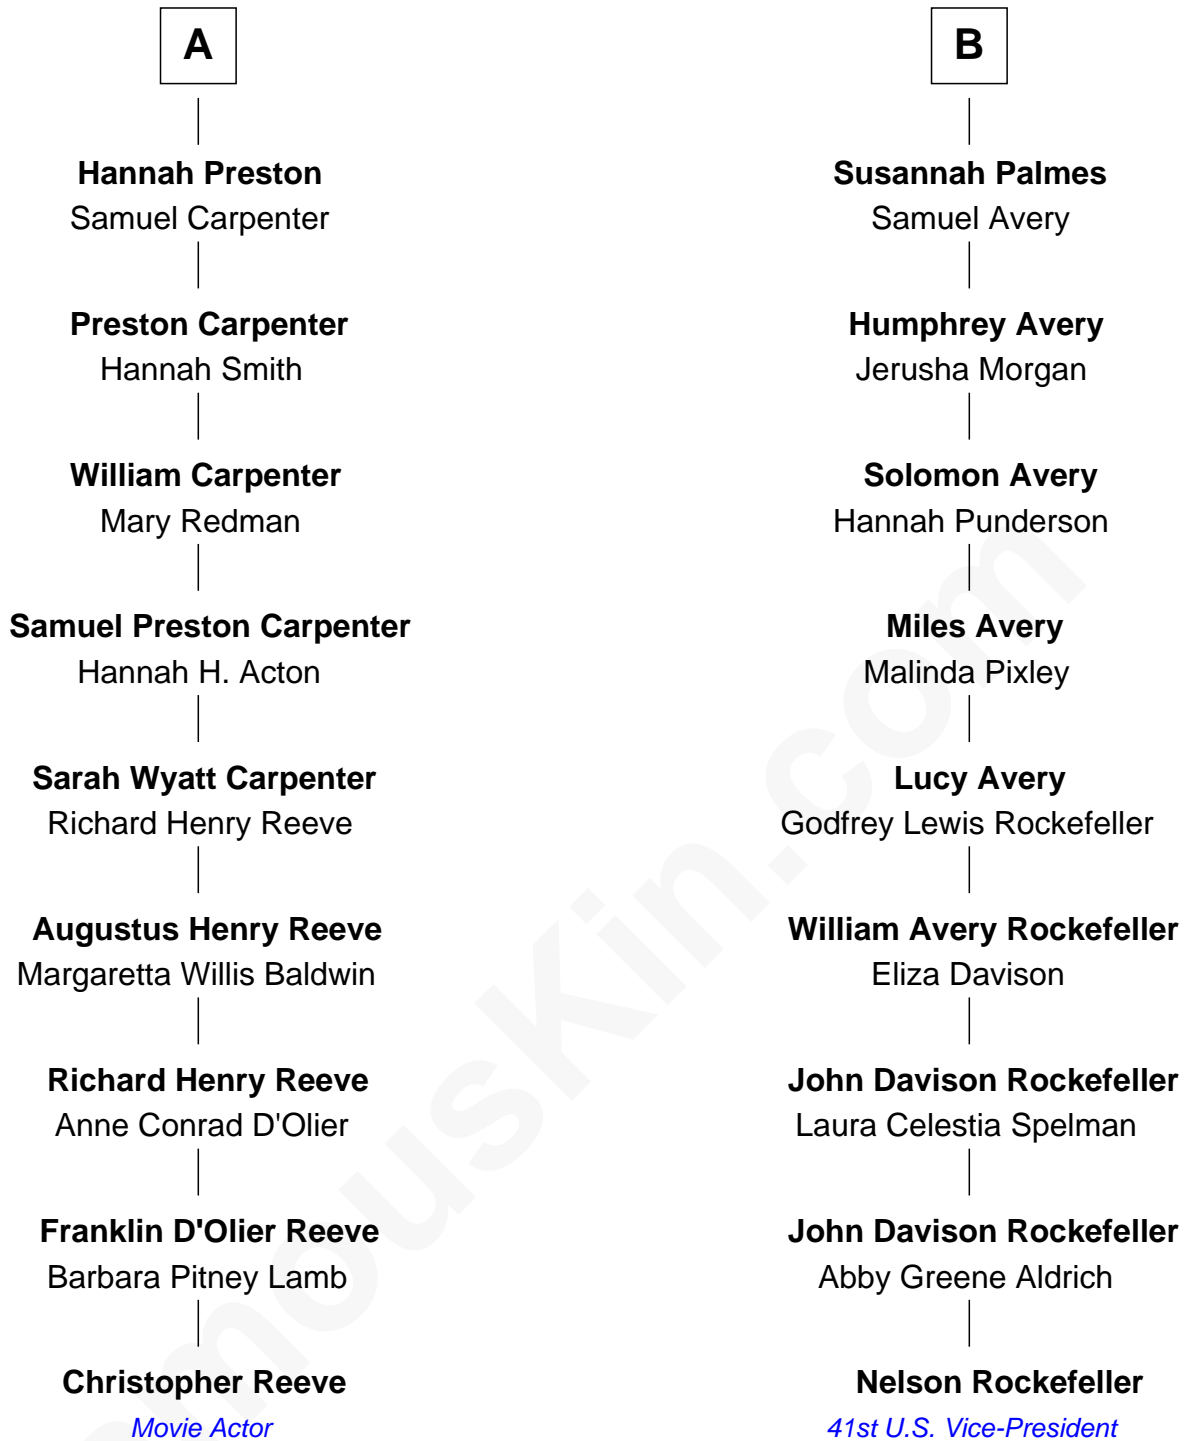 A
Hannah Preston
Samuel Carpenter
Preston Carpenter
Hannah Smith
William Carpenter
Mary Redman
Samuel Preston Carpenter
Hannah H. Acton
Sarah Wyatt Carpenter
Richard Henry Reeve
Augustus Henry Reeve
Margaretta Willis Baldwin
Richard Henry Reeve
Anne Conrad D'Olier
Franklin D'Olier Reeve
Barbara Pitney Lamb
Christopher Reeve
Movie Actor
B
Susannah Palmes
Samuel Avery
Humphrey Avery
Jerusha Morgan
Solomon Avery
Hannah Punderson
Miles Avery
Malinda Pixley
Lucy Avery
Godfrey Lewis Rockefeller
William Avery Rockefeller
Eliza Davison
John Davison Rockefeller
Laura Celestia Spelman
John Davison Rockefeller
Abby Greene Aldrich
Nelson Rockefeller
41st U.S. Vice-President
mousKin.com